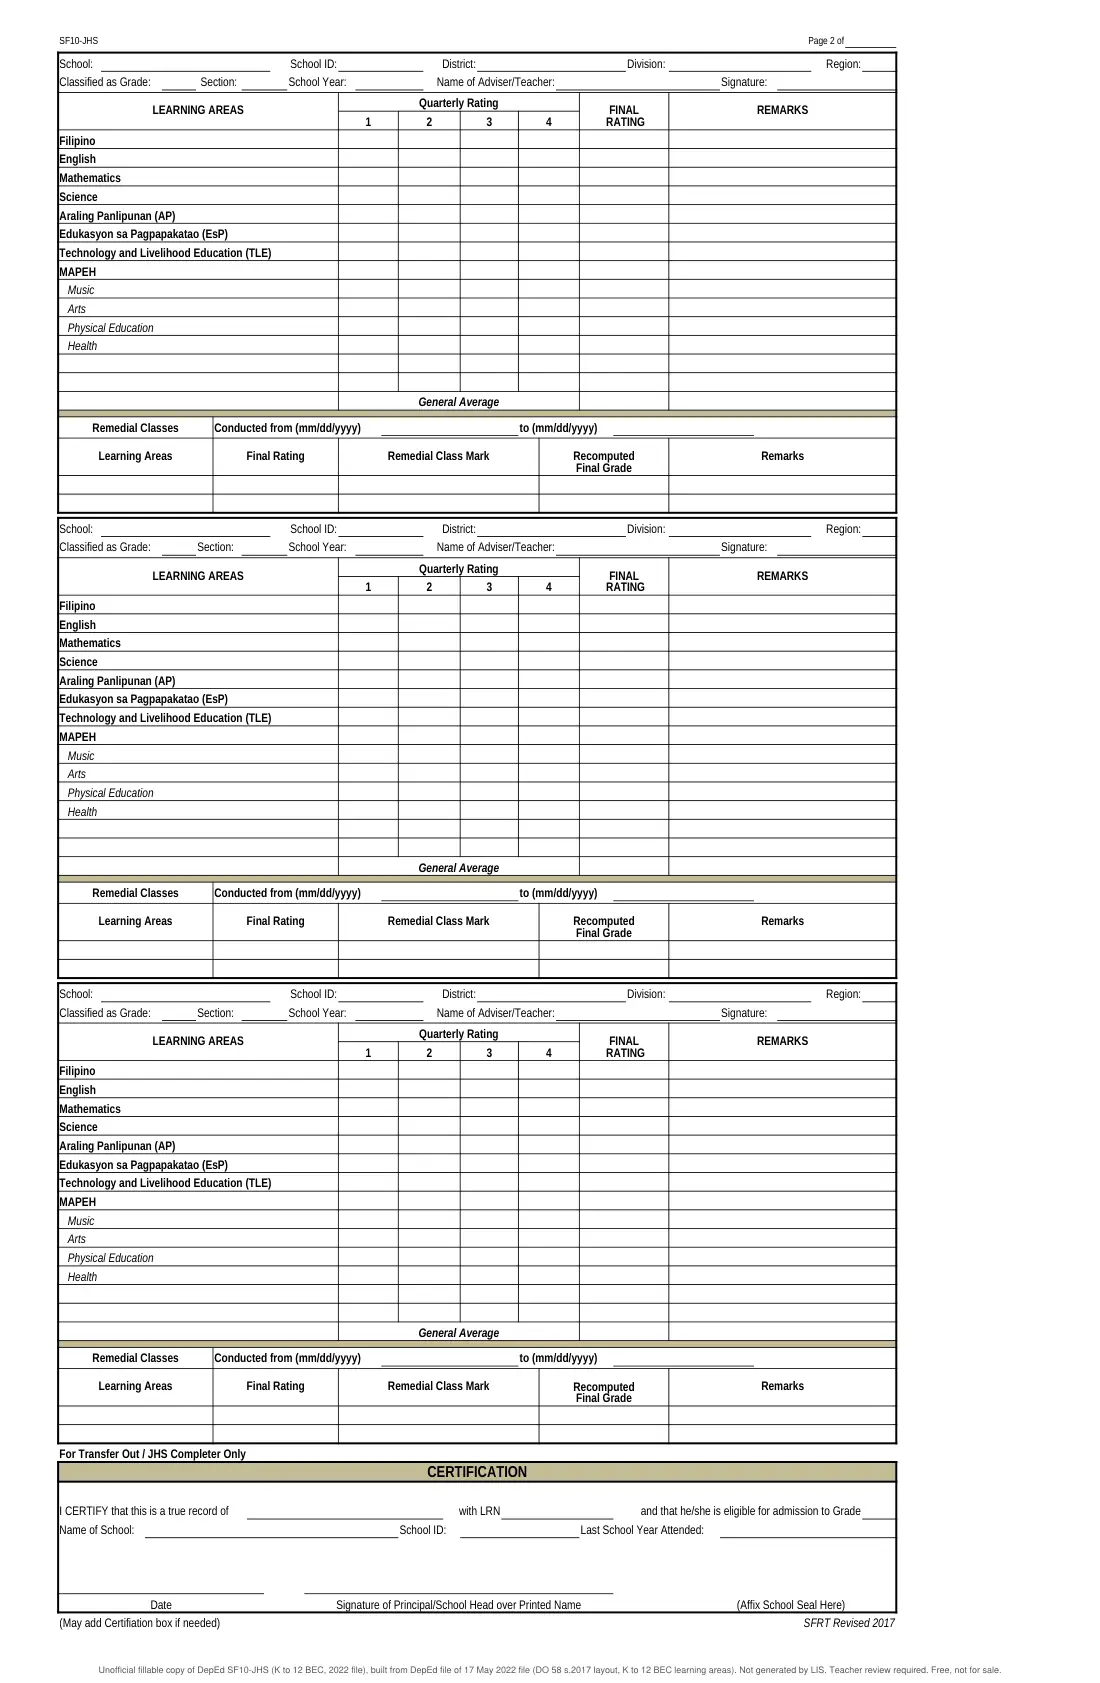 SF10-JHS Page 2 of
School: School ID: District: Division: Region:
Classified as Grade: Section: School Year: Name of Adviser/Teacher: Signature:
LEARNING AREAS Quarterly Rating FINAL RATING REMARKS
1 2 3 4
Filipino
English
Mathematics
Science
Araling Panlipunan (AP)
Edukasyon sa Pagpapakatao (EsP)
Technology and Livelihood Education (TLE)
MAPEH
Music
Arts
Physical Education
Health
General Average
Remedial Classes Conducted from (mm/dd/yyyy) to (mm/dd/yyyy)
Learning Areas Final Rating Remedial Class Mark Recomputed Final Grade Remarks
School: School ID: District: Division: Region:
Classified as Grade: Section: School Year: Name of Adviser/Teacher: Signature:
LEARNING AREAS Quarterly Rating FINAL RATING REMARKS
1 2 3 4
Filipino
English
Mathematics
Science
Araling Panlipunan (AP)
Edukasyon sa Pagpapakatao (EsP)
Technology and Livelihood Education (TLE)
MAPEH
Music
Arts
Physical Education
Health
General Average
Remedial Classes Conducted from (mm/dd/yyyy) to (mm/dd/yyyy)
Learning Areas Final Rating Remedial Class Mark Recomputed Final Grade Remarks
School: School ID: District: Division: Region:
Classified as Grade: Section: School Year: Name of Adviser/Teacher: Signature:
LEARNING AREAS Quarterly Rating FINAL RATING REMARKS
1 2 3 4
Filipino
English
Mathematics
Science
Araling Panlipunan (AP)
Edukasyon sa Pagpapakatao (EsP)
Technology and Livelihood Education (TLE)
MAPEH
Music
Arts
Physical Education
Health
General Average
Remedial Classes Conducted from (mm/dd/yyyy) to (mm/dd/yyyy)
Learning Areas Final Rating Remedial Class Mark Recomputed Final Grade Remarks
For Transfer Out / JHS Completer Only
CERTIFICATION
I CERTIFY that this is a true record of with LRN and that he/she is eligible for admission to Grade
Name of School: School ID: Last School Year Attended:
Date Signature of Principal/School Head over Printed Name (Affix School Seal Here)
(May add Certifiation box if needed) SFRT Revised 2017
Unofficial fillable copy of DepEd SF10-JHS (K to 12 BEC, 2022 file), built from DepEd file of 17 May 2022 file (DO 58 s.2017 layout, K to 12 BEC learning areas). Not generated by LIS. Teacher review required. Free, not for sale.